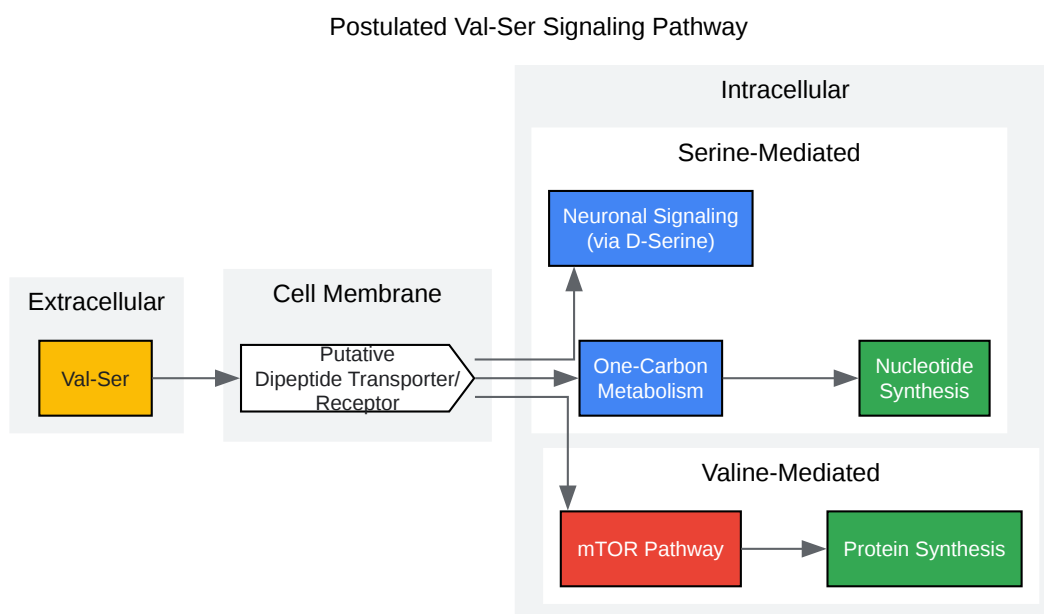 Postulated Val-Ser Signaling Pathway
Extracellular
Val-Ser
Cell Membrane
Putative
Dipeptide Transporter/
Receptor
Intracellular
Serine-Mediated
Neuronal Signaling
(via D-Serine)
One-Carbon
Metabolism
Nucleotide
Synthesis
Valine-Mediated
mTOR Pathway
Protein Synthesis